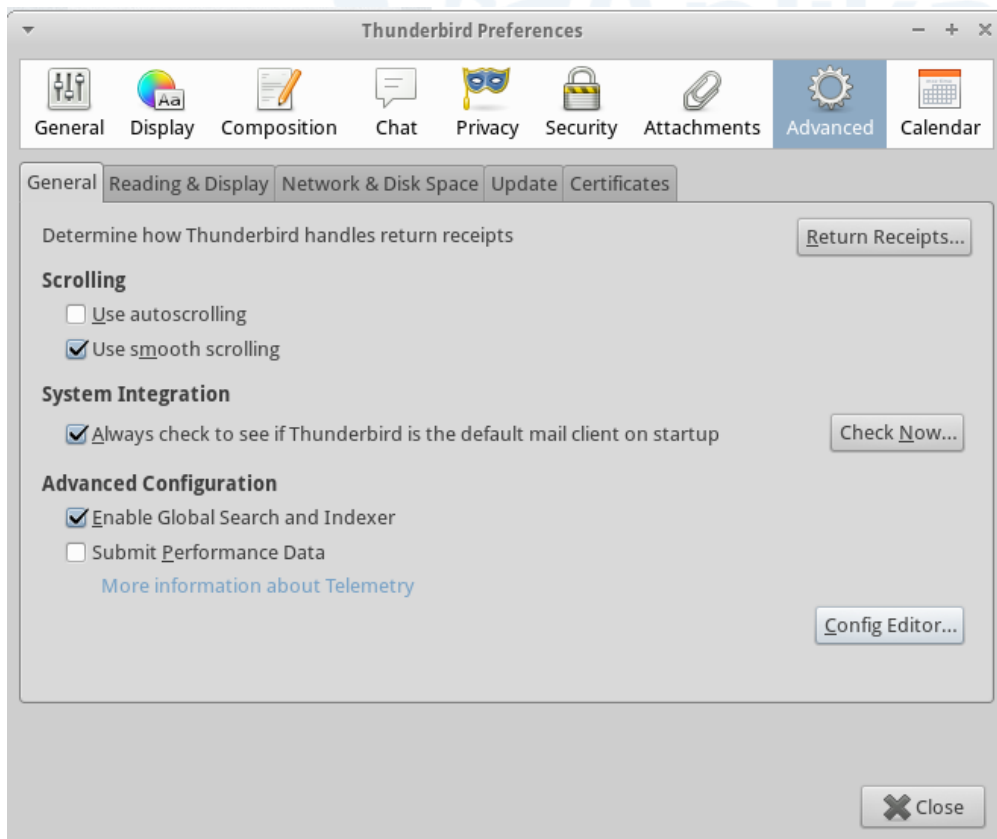 Thunderbird Preferences
General Display Composition Chat Privacy Security Attachments Advanced Calendar
General Reading & Display Network & Disk Space Update Certificates
Determine how Thunderbird handles return receipts Return Receipts...
Scrolling
Use autoscrolling
Use smooth scrolling
System Integration
Always check to see if Thunderbird is the default mail client on startup Check Now...
Advanced Configuration
Enable Global Search and Indexer
Submit Performance Data
More information about Telemetry
Config Editor...
Close